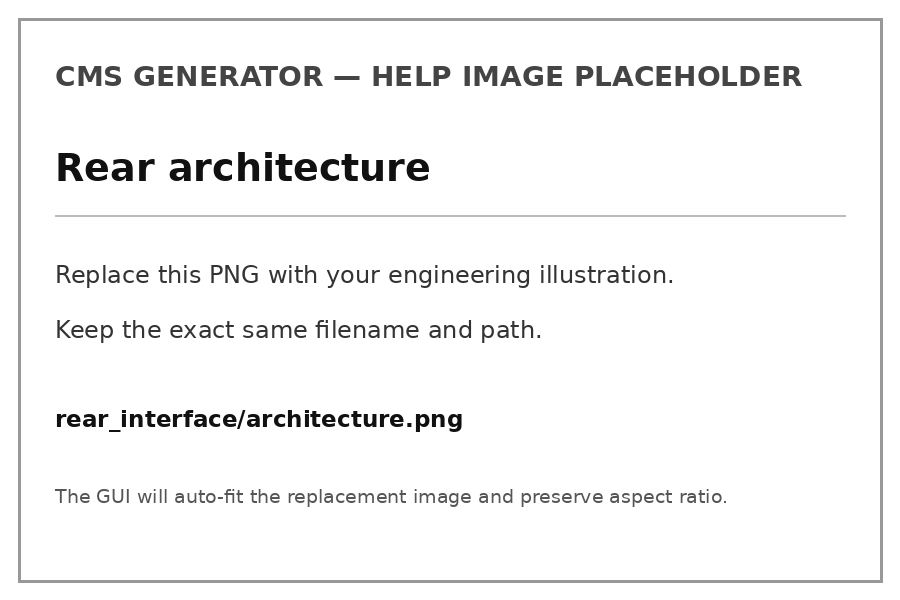 CMS GENERATOR — HELP IMAGE PLACEHOLDER
Rear architecture
Replace this PNG with your engineering illustration.
Keep the exact same filename and path.
rear_interface/architecture.png
The GUI will auto-fit the replacement image and preserve aspect ratio.